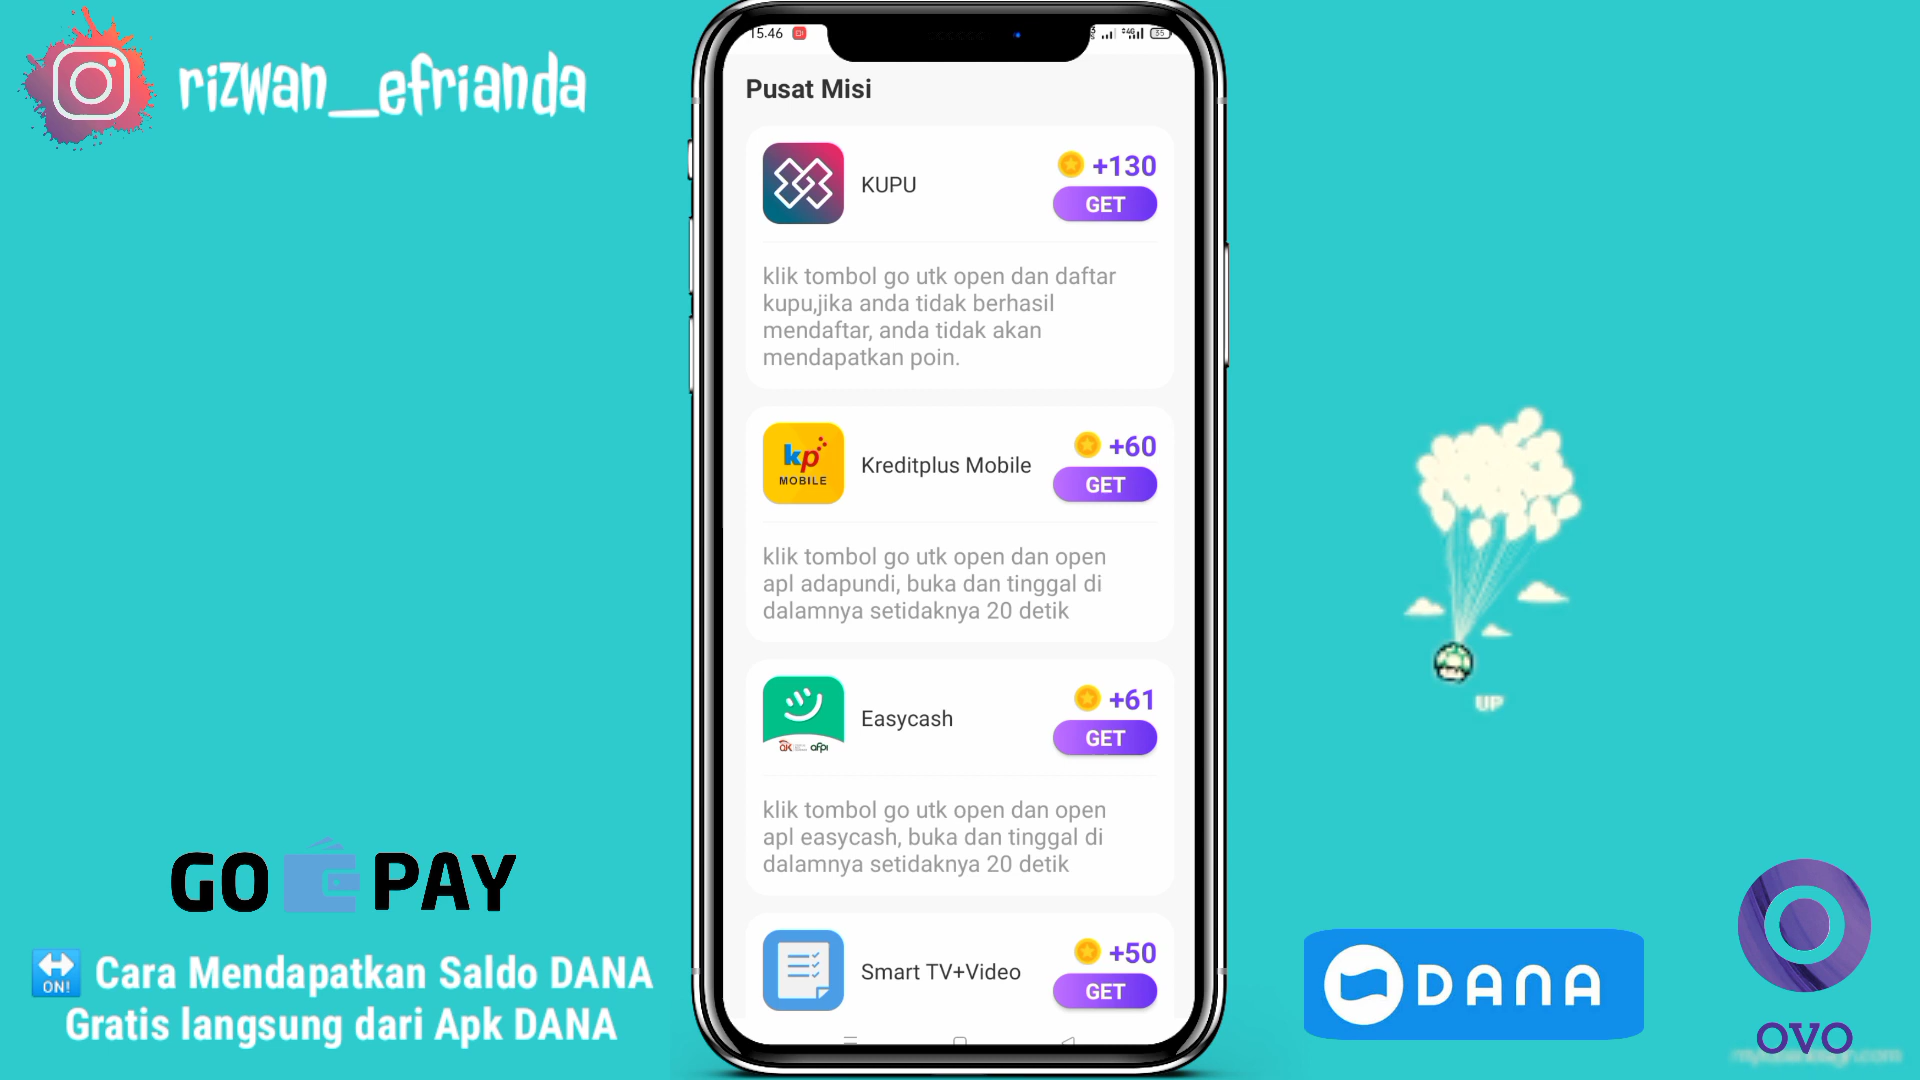 rizwan__efrianda
15.46
35
Pusat Misi
KUPU
+130
GET
klik tombol go utk open dan daftar
kupu,jika anda tidak berhasil
mendaftar, anda tidak akan
mendapatkan poin.
kp
MOBILE
Kreditplus Mobile
+60
GET
klik tombol go utk open dan open
apl adapundi, buka dan tinggal di
dalamnya setidaknya 20 detik
afpi
Easycash
+61
GET
klik tombol go utk open dan open
apl easycash, buka dan tinggal di
dalamnya setidaknya 20 detik
Smart TV+Video
+50
GET
UP
GO PAY
ON!
Cara Mendapatkan Saldo DANA
Gratis langsung dari Apk DANA
DANA
OVO